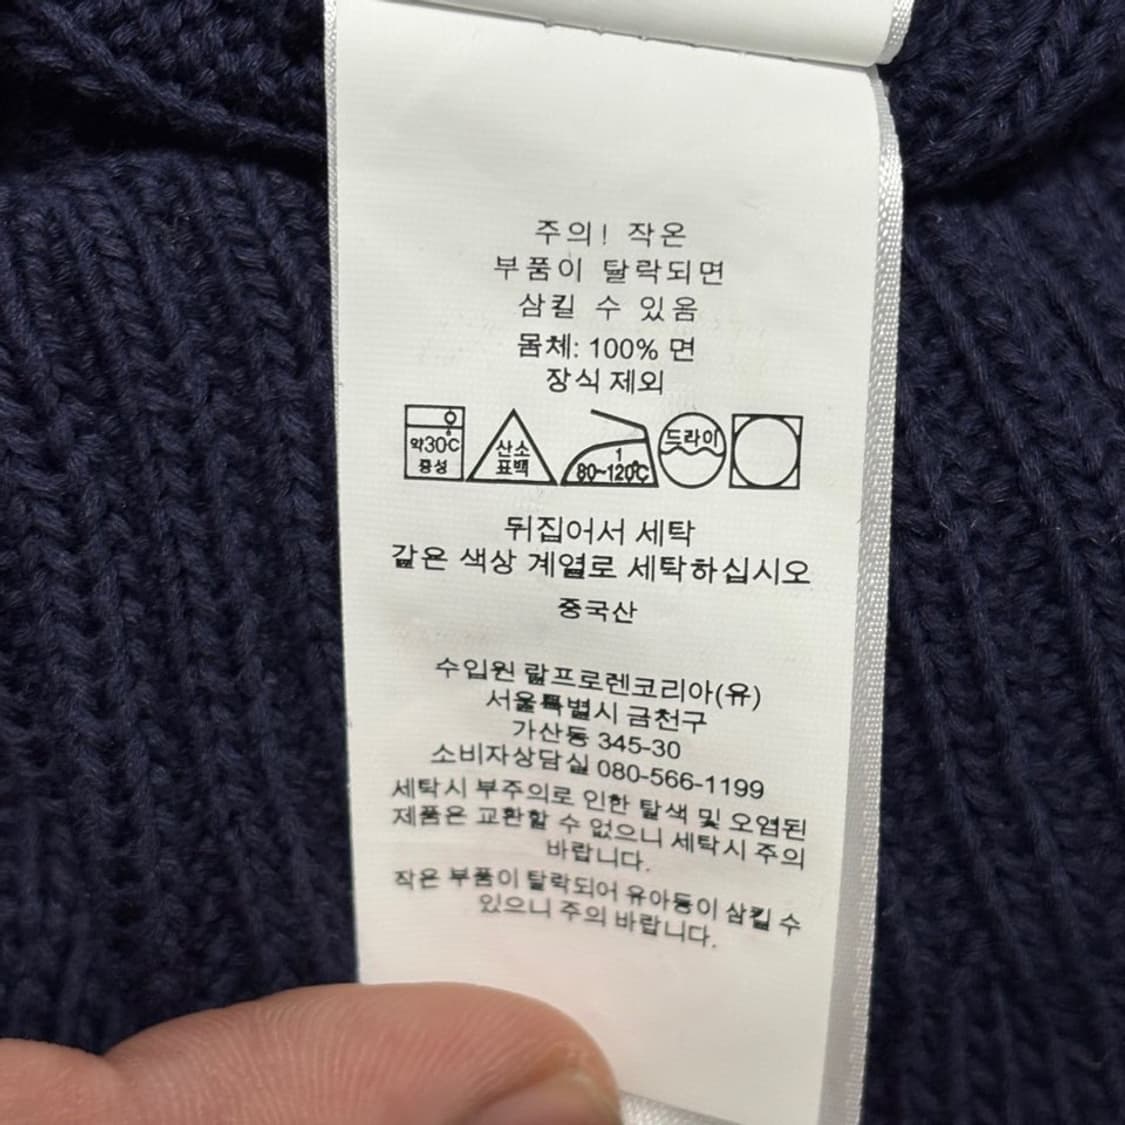 주의! 작은
부품이 탈락되면
삼킬 수 있음
몸체: 100% 면
장식 제외
약30C
중성
산소
표백
1
80~120℃
드라이
뒤집어서 세탁
같은 색상 계열로 세탁하십시오
중국산
수입원 랄프로렌코리아(유)
서울특별시 금천구
가산동 345-30
소비자상담실 080-566-1199
세탁시 부주의로 인한 탈색 및 오염된
제품은 교환할 수 없으니 세탁시 주의
바랍니다.
작은 부품이 탈락되어 유아동이 삼킬 수
있으니 주의 바랍니다.